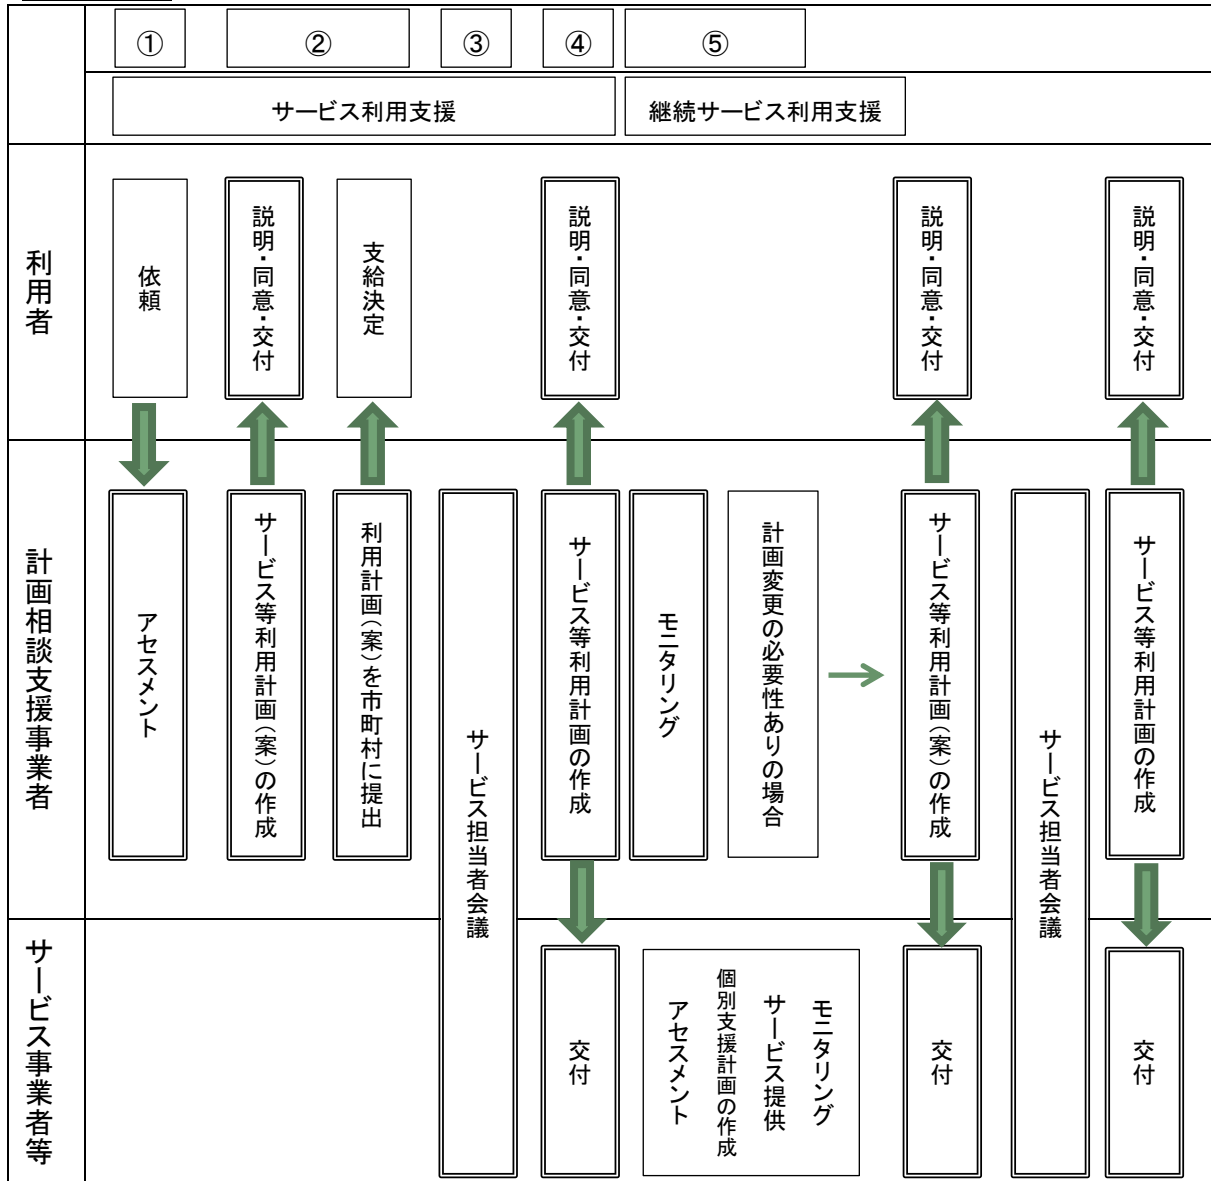 ①
②
③
④
⑤
サービス利用支援
継続サービス利用支援
利用者
依頼
説明・同意・交付
支給決定
説明・同意・交付
説明・同意・交付
説明・同意・交付
計画相談支援事業者
アセスメント
サービス等利用計画(案)の作成
利用計画(案)を市町村に提出
サービス担当者会議
サービス等利用計画の作成
モニタリング
計画変更の必要性ありの場合
サービス等利用計画(案)の作成
サービス担当者会議
サービス等利用計画の作成
サービス事業者等
交付
アセスメント
個別支援計画の作成
サービス提供
モニタリング
交付
交付